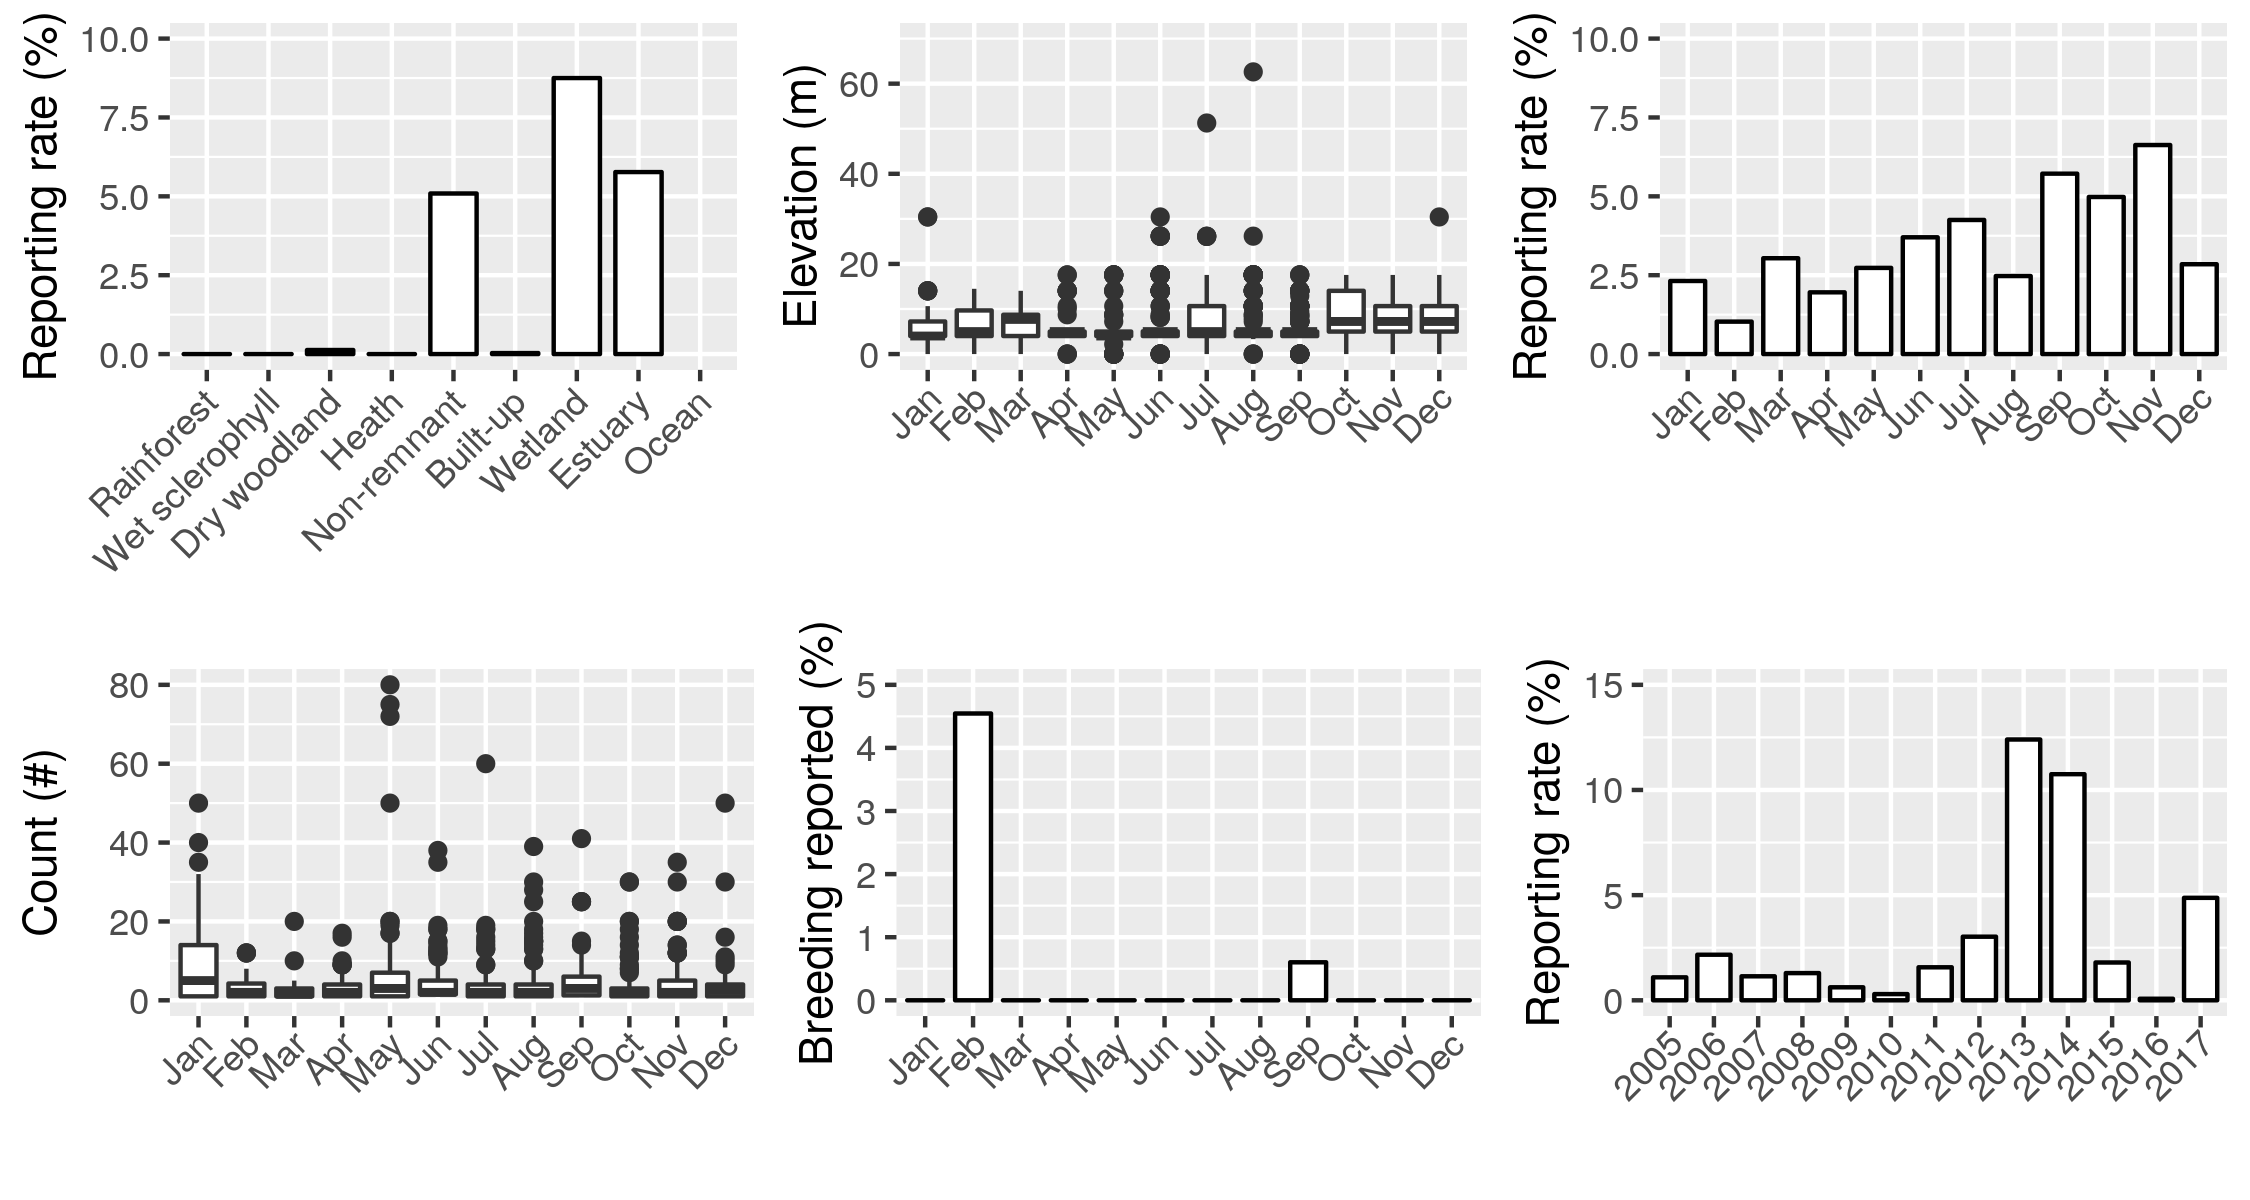 Reporting rate (%)
10.0
7.5
5.0
2.5
0.0
Rainforest
Wet sclerophyll
Dry woodland
Heath
Non-remnant
Built-up
Wetland
Estuary
Ocean
Elevation (m)
60
40
20
0
Jan
Feb
Mar
Apr
May
Jun
Jul
Aug
Sep
Oct
Nov
Dec
Reporting rate (%)
10.0
7.5
5.0
2.5
0.0
Jan
Feb
Mar
Apr
May
Jun
Jul
Aug
Sep
Oct
Nov
Dec
Count (#)
80
60
40
20
0
Jan
Feb
Mar
Apr
May
Jun
Jul
Aug
Sep
Oct
Nov
Dec
Breeding reported (%)
5
4
3
2
1
0
Jan
Feb
Mar
Apr
May
Jun
Jul
Aug
Sep
Oct
Nov
Dec
Reporting rate (%)
15
10
5
0
2005
2006
2007
2008
2009
2010
2011
2012
2013
2014
2015
2016
2017